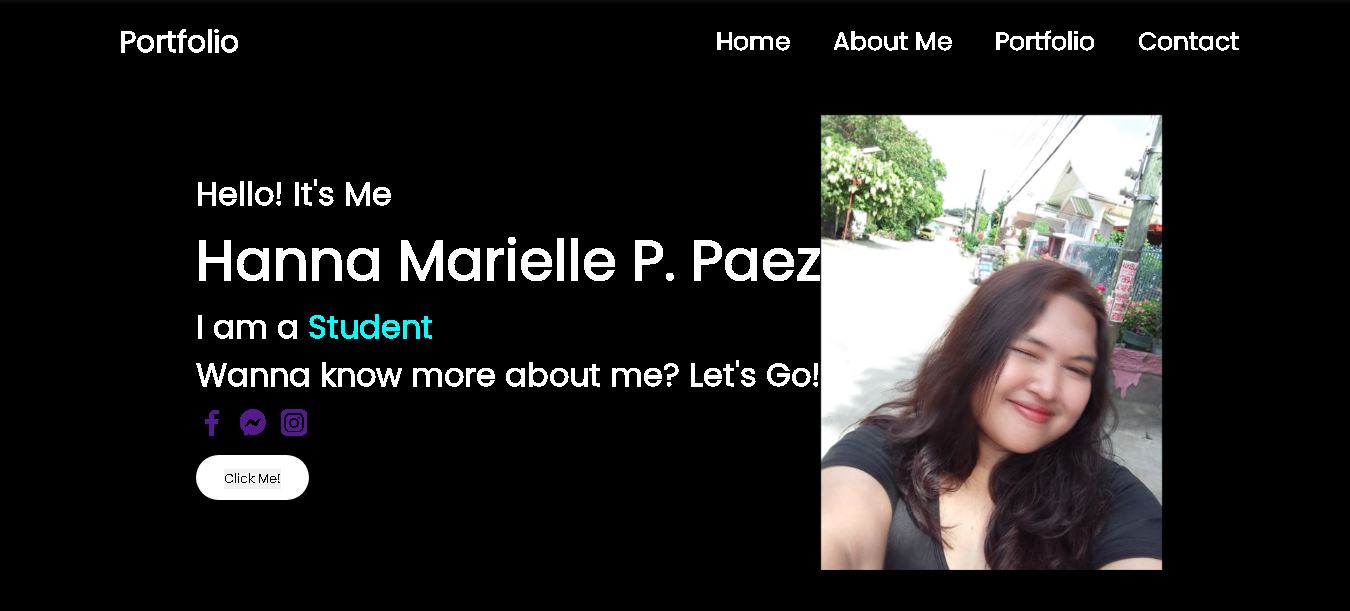 Portfolio
Home About Me Portfolio Contact
Hello! It's Me
Hanna Marielle P. Paez
I am a Student
Wanna know more about me? Let's Go!
Click Me!